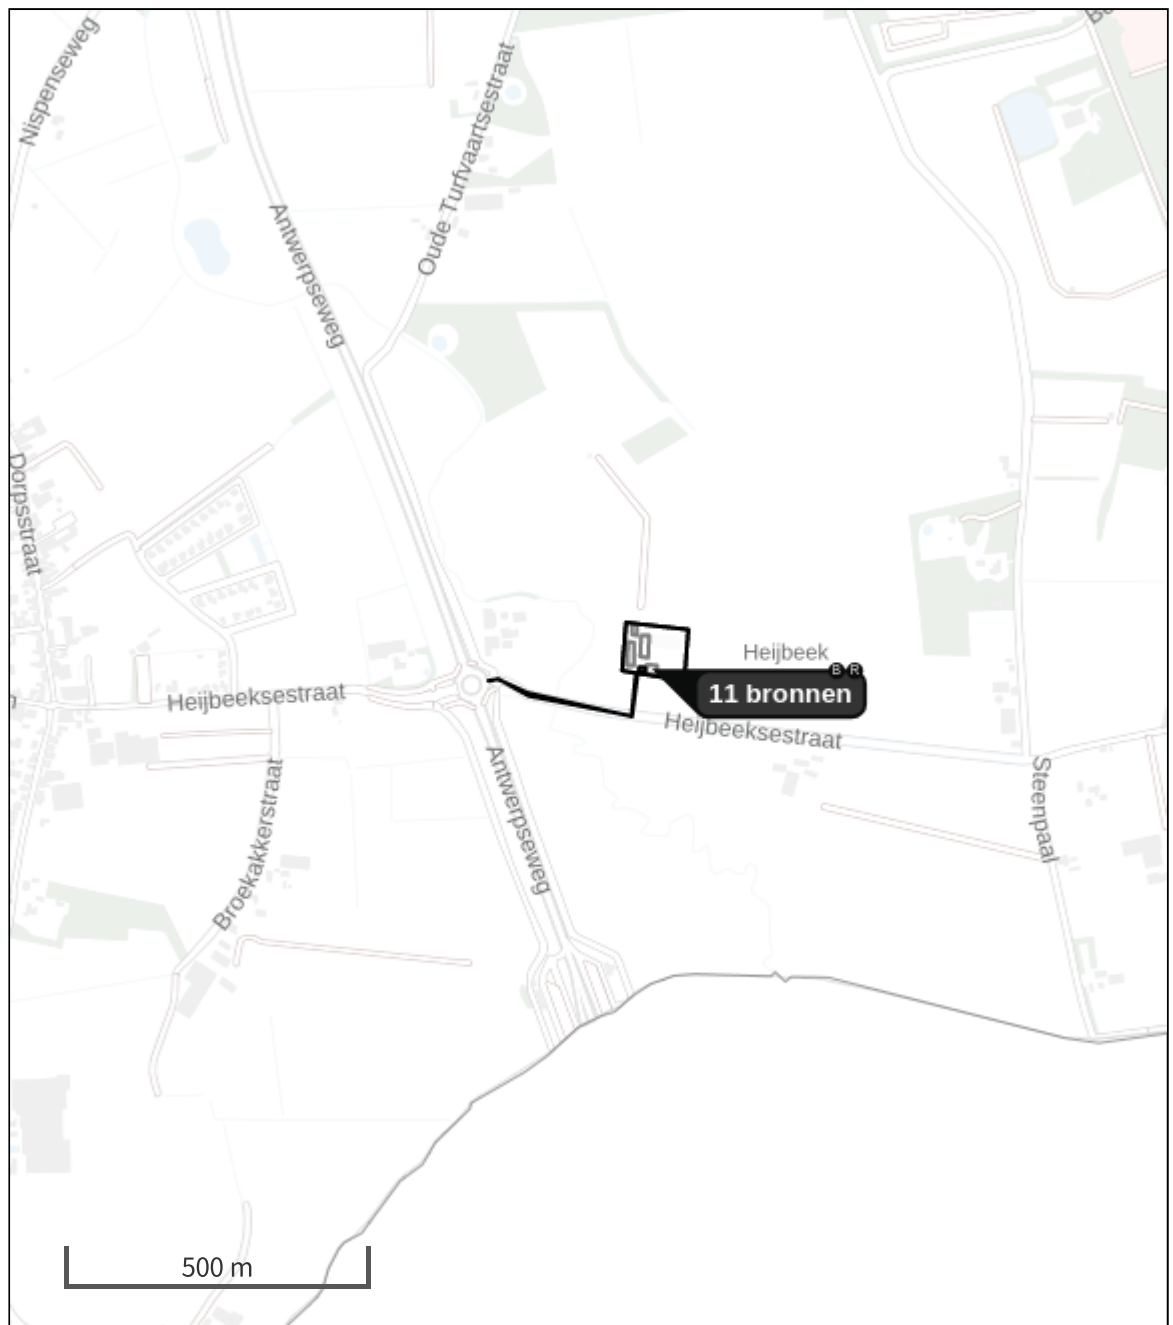 Nispenseweg
Oude Turfvaartsestraat
Antwerpseweg
Dorpsstraat
Heijbeek
B R
11 bronnen
Heijbeeksestraat
Heijbeeksestraat
Antwerpseweg
Steenpaal
Broekakkerstraat
500 m